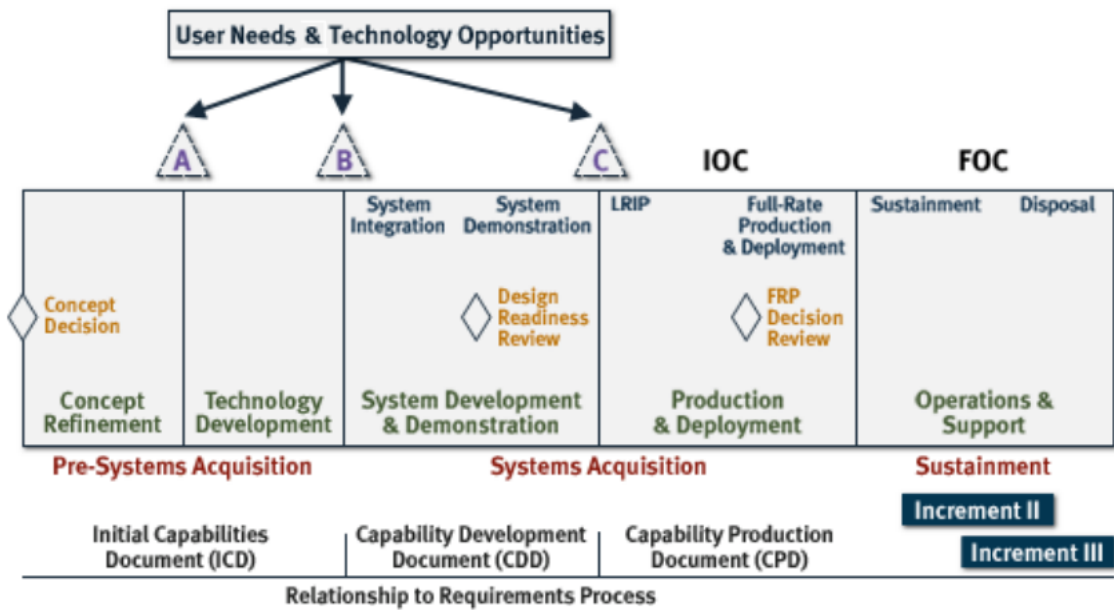 User Needs & Technology Opportunities
A
B
C
IOC
FOC
System
Integration
System
Demonstration
LRIP
Full-Rate
Production
& Deployment
Sustainment
Disposal
Concept
Decision
Design
Readiness
Review
FRP
Decision
Review
Concept
Refinement
Technology
Development
System Development
& Demonstration
Production
& Deployment
Operations &
Support
Pre-Systems Acquisition
Systems Acquisition
Sustainment
Increment II
Increment III
Initial Capabilities
Document (ICD)
Capability Development
Document (CDD)
Capability Production
Document (CPD)
Relationship to Requirements Process